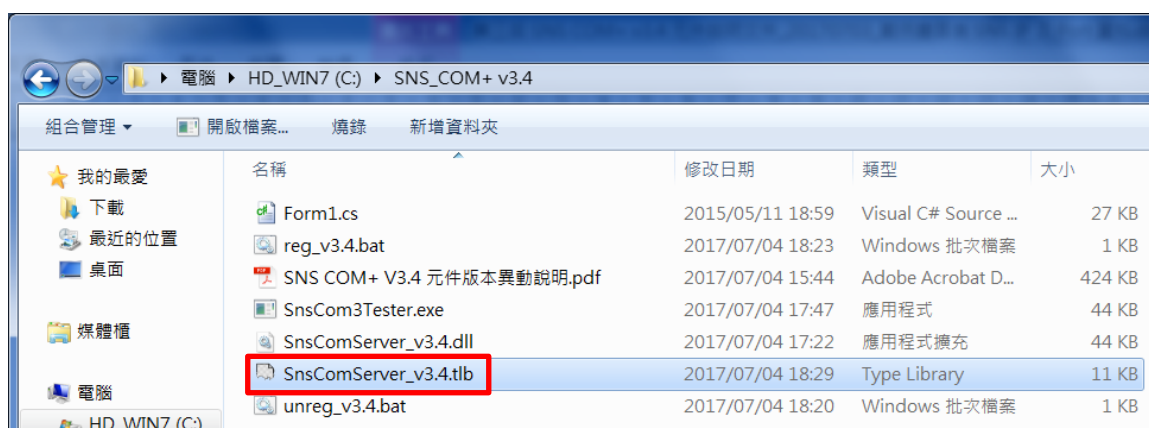 電腦 HD_WIN7 (C:) SNS_COM+ v3.4
組合管理 開啟檔案... 燒錄 新增資料夾
名稱 修改日期 類型 大小
我的最愛
下載
最近的位置
桌面
媒體櫃
電腦
HD_WIN7 (C:)
Form1.cs 2015/05/11 18:59 Visual C# Source ... 27 KB
reg_v3.4.bat 2017/07/04 18:23 Windows 批次檔案 1 KB
SNS COM+ V3.4 元件版本異動說明.pdf 2017/07/04 15:44 Adobe Acrobat D... 424 KB
SnsCom3Tester.exe 2017/07/04 17:47 應用程式 44 KB
SnsComServer_v3.4.dll 2017/07/04 17:22 應用程式擴充 44 KB
SnsComServer_v3.4.tlb 2017/07/04 18:29 Type Library 11 KB
unreg_v3.4.bat 2017/07/04 18:20 Windows 批次檔案 1 KB